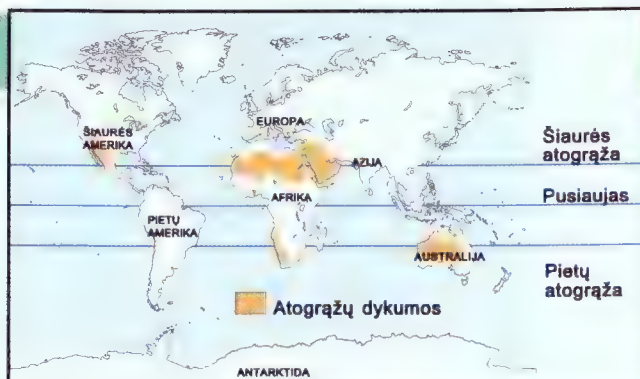 EUROPA
ŠIAURĖS
AMERIKA
AZIJA
Šiaurės
atogrąža
AFRIKA
Pusiaujas
PIETŲ
AMERIKA
AUSTRALIJA
Pietų
atogrąža
Atogrąžų dykumos
ANTARKTIDA